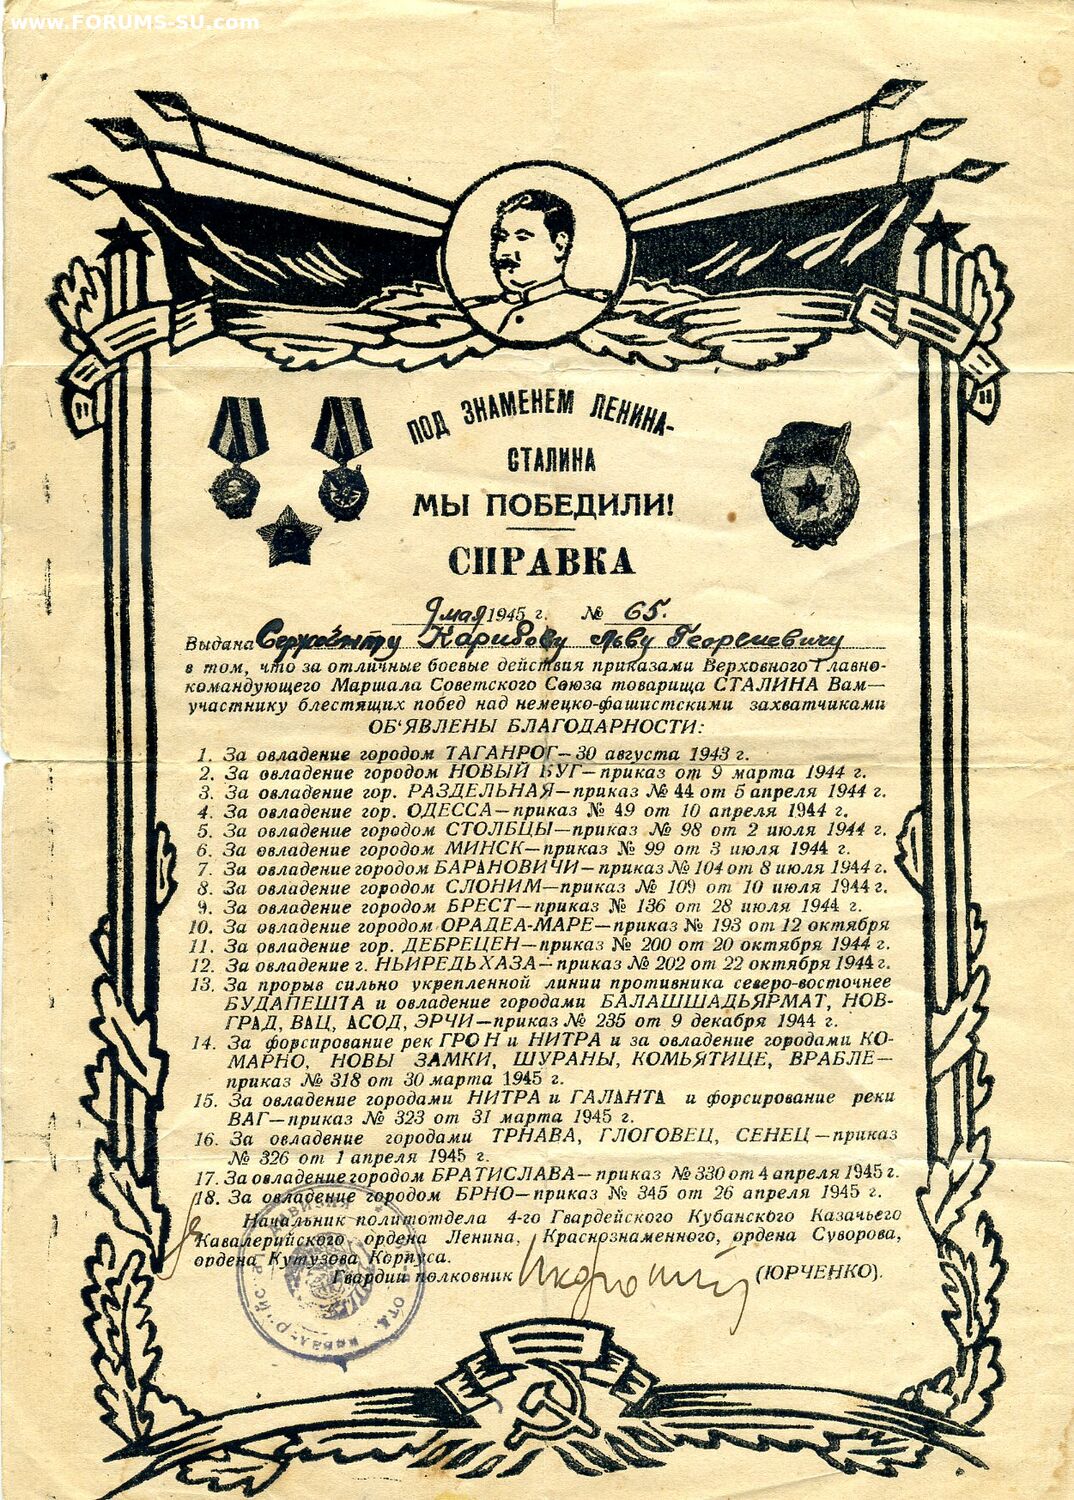 www.FORUMS-SU.com
ПОД ЗНАМЕНЕМ ЛЕНИНА-
СТАЛИНА
МЫ ПОБЕДИЛИ!
СПРАВКА
9 мая 1945 г. № 65.
Выдана Сержанту Карибову Льву Георгиевичу
в том, что за отличные боевые действия приказами Верховного Главно-
командующего Маршала Советского Союза товарища СТАЛИНА Вам—
участнику блестящих побед над немецко-фашистскими захватчиками
ОБ'ЯВЛЕНЫ БЛАГОДАРНОСТИ:
1. За овладение городом ТАГАНРОГ—30 августа 1943 г.
2. За овладение городом НОВЫЙ БУГ—приказ от 9 марта 1944 г.
3. За овладение гор. РАЗДЕЛЬНАЯ—приказ № 44 от 5 апреля 1944 г.
4. За овладение гор. ОДЕССА—приказ № 49 от 10 апреля 1944 г.
5. За овладение городом СТОЛБЦЫ—приказ № 98 от 2 июля 1944 г.
6. За овладение городом МИНСК—приказ № 99 от 3 июля 1944 г.
7. За овладение городом БАРАНОВИЧИ—приказ № 104 от 8 июля 1944 г.
8. За овладение городом СЛОНИМ—приказ № 109 от 10 июля 1944 г.
9. За овладение городом БРЕСТ—приказ № 136 от 28 июля 1944 г.
10. За овладение городом ОРАДЕА-МАРЕ—приказ № 193 от 12 октября
11. За овладение гор. ДЕБРЕЦЕН—приказ № 200 от 20 октября 1944 г.
12. За овладение г. НЬИРЕДЬХАЗА—приказ № 202 от 22 октября 1944 г.
13. За прорыв сильно укрепленной линии противника северо-восточнее
БУДАПЕШТА и овладение городами БАЛАШШАДЬЯРМАТ, НОВ-
ГРАД, ВАЦ, АСОД, ЭРЧИ—приказ № 235 от 9 декабря 1944 г.
14. За форсирование рек ГРОН и НИТРА и за овладение городами КО-
МАРНО, НОВЫ ЗАМКИ, ШУРАНЫ, КОМЬЯТИЦЕ, ВРАБЛЕ—
приказ № 318 от 30 марта 1945 г.
15. За овладение городами НИТРА и ГАЛАНТА и форсирование реки
ВАГ—приказ № 323 от 31 марта 1945 г.
16. За овладение городами ТРНАВА, ГЛОГОВЕЦ, СЕНЕЦ—приказ
№ 326 от 1 апреля 1945 г.
17. За овладение городом БРАТИСЛАВА—приказ № 330 от 4 апреля 1945 г.
18. За овладение городом БРНО—приказ № 345 от 26 апреля 1945 г.
Начальник политотдела 4-го Гвардейского Кубанского Казачьего
Кавалерийского ордена Ленина, Краснознаменного, ордена Суворова,
ордена Кутузова Корпуса.
Гвардии полковник (ЮРЧЕНКО).